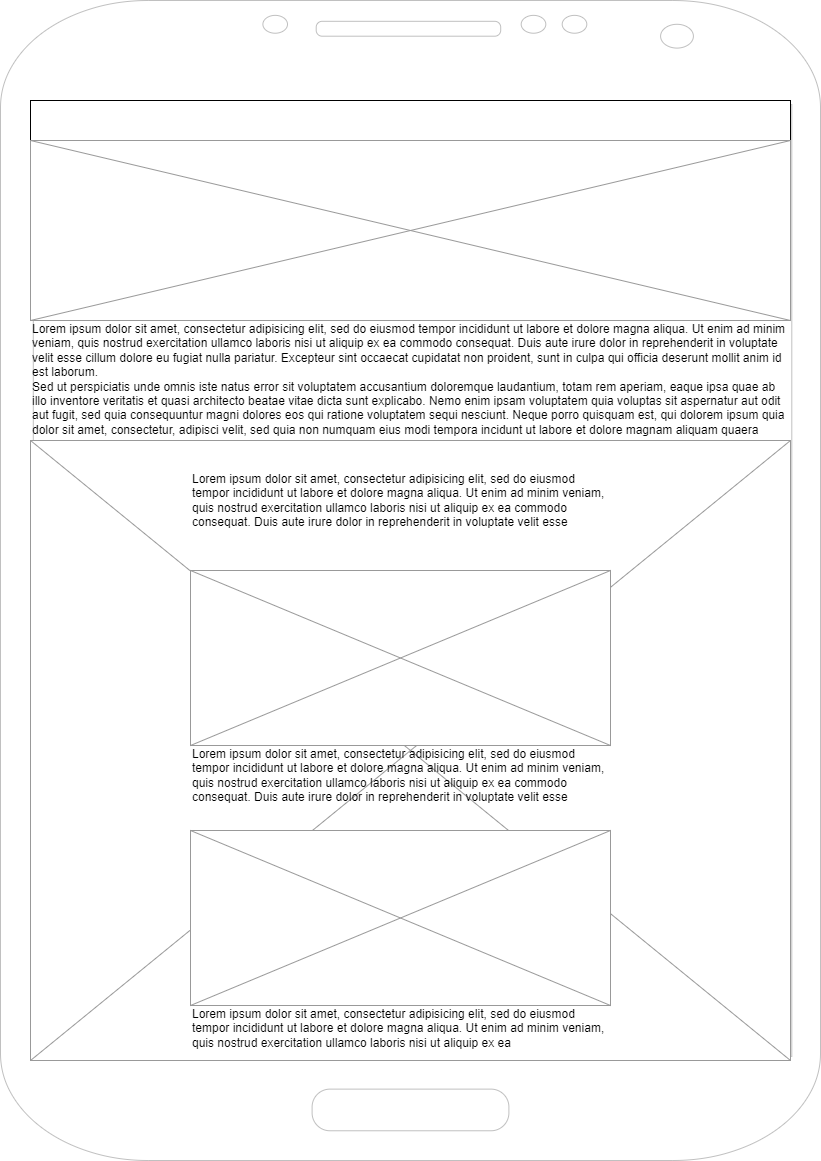 Lorem ipsum dolor sit amet, consectetur adipisicing elit, sed do eiusmod tempor incididunt ut labore et dolore magna aliqua. Ut enim ad minim
veniam, quis nostrud exercitation ullamco laboris nisi ut aliquip ex ea commodo consequat. Duis aute irure dolor in reprehenderit in voluptate
velit esse cillum dolore eu fugiat nulla pariatur. Excepteur sint occaecat cupidatat non proident, sunt in culpa qui officia deserunt mollit anim id
est laborum.
Sed ut perspiciatis unde omnis iste natus error sit voluptatem accusantium doloremque laudantium, totam rem aperiam, eaque ipsa quae ab
illo inventore veritatis et quasi architecto beatae vitae dicta sunt explicabo. Nemo enim ipsam voluptatem quia voluptas sit aspernatur aut odit
aut fugit, sed quia consequuntur magni dolores eos qui ratione voluptatem sequi nesciunt. Neque porro quisquam est, qui dolorem ipsum quia
dolor sit amet, consectetur, adipisci velit, sed quia non numquam eius modi tempora incidunt ut labore et dolore magnam aliquam quaera
Lorem ipsum dolor sit amet, consectetur adipisicing elit, sed do eiusmod
tempor incididunt ut labore et dolore magna aliqua. Ut enim ad minim veniam,
quis nostrud exercitation ullamco laboris nisi ut aliquip ex ea commodo
consequat. Duis aute irure dolor in reprehenderit in voluptate velit esse
Lorem ipsum dolor sit amet, consectetur adipisicing elit, sed do eiusmod
tempor incididunt ut labore et dolore magna aliqua. Ut enim ad minim veniam,
quis nostrud exercitation ullamco laboris nisi ut aliquip ex ea commodo
consequat. Duis aute irure dolor in reprehenderit in voluptate velit esse
Lorem ipsum dolor sit amet, consectetur adipisicing elit, sed do eiusmod
tempor incididunt ut labore et dolore magna aliqua. Ut enim ad minim veniam,
quis nostrud exercitation ullamco laboris nisi ut aliquip ex ea